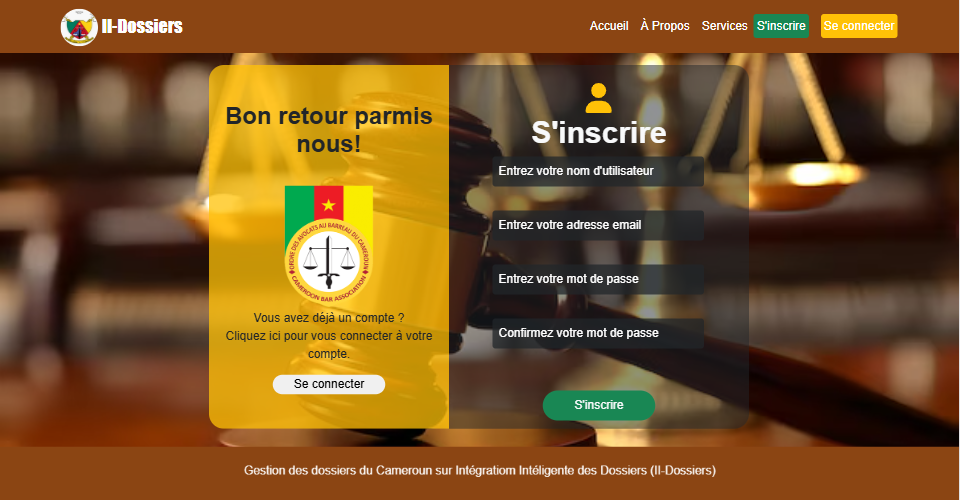 II-Dossiers
Accueil À Propos Services S'inscrire Se connecter
Bon retour parmis
nous!
ORDRE DES AVOCATS AU BARREAU DU CAMEROUN
CAMEROON BAR ASSOCIATION
Vous avez déjà un compte ?
Cliquez ici pour vous connecter à votre
compte.
Se connecter
S'inscrire
Entrez votre nom d'utilisateur
Entrez votre adresse email
Entrez votre mot de passe
Confirmez votre mot de passe
S'inscrire
Gestion des dossiers du Cameroun sur Intégratiom Intéligente des Dossiers (II-Dossiers)